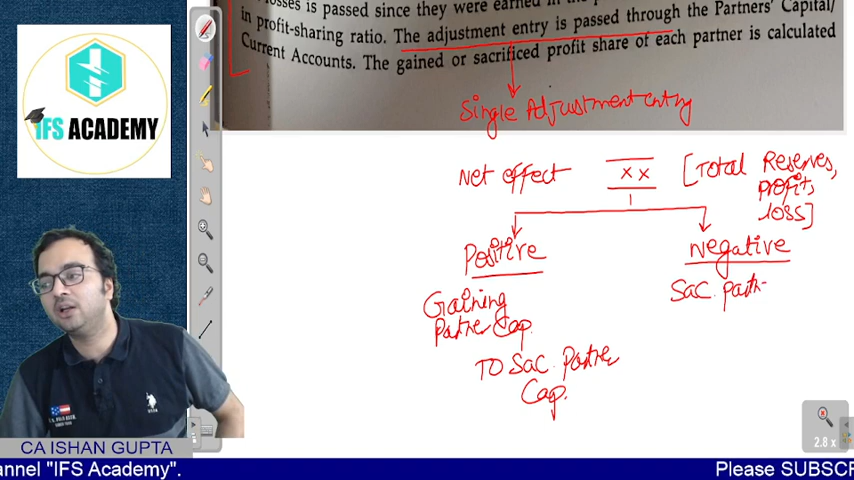 losses is passed since they were earned in the
in profit-sharing ratio. The adjustment entry is passed through the Partners' Capital/
Current Accounts. The gained or sacrificed profit share of each partner is calculated
IFS ACADEMY
Single Adjustment entry
Net effect xx [Total Reserves,
profits,
loss]
Positive
Negative
Gaining
Partner Cap.
TO Sac. Partner
Cap.
Sac. Partn
U.S. POLO ASSN.
2.8 x
CA ISHAN GUPTA
annel "IFS Academy". Please SUBSCR